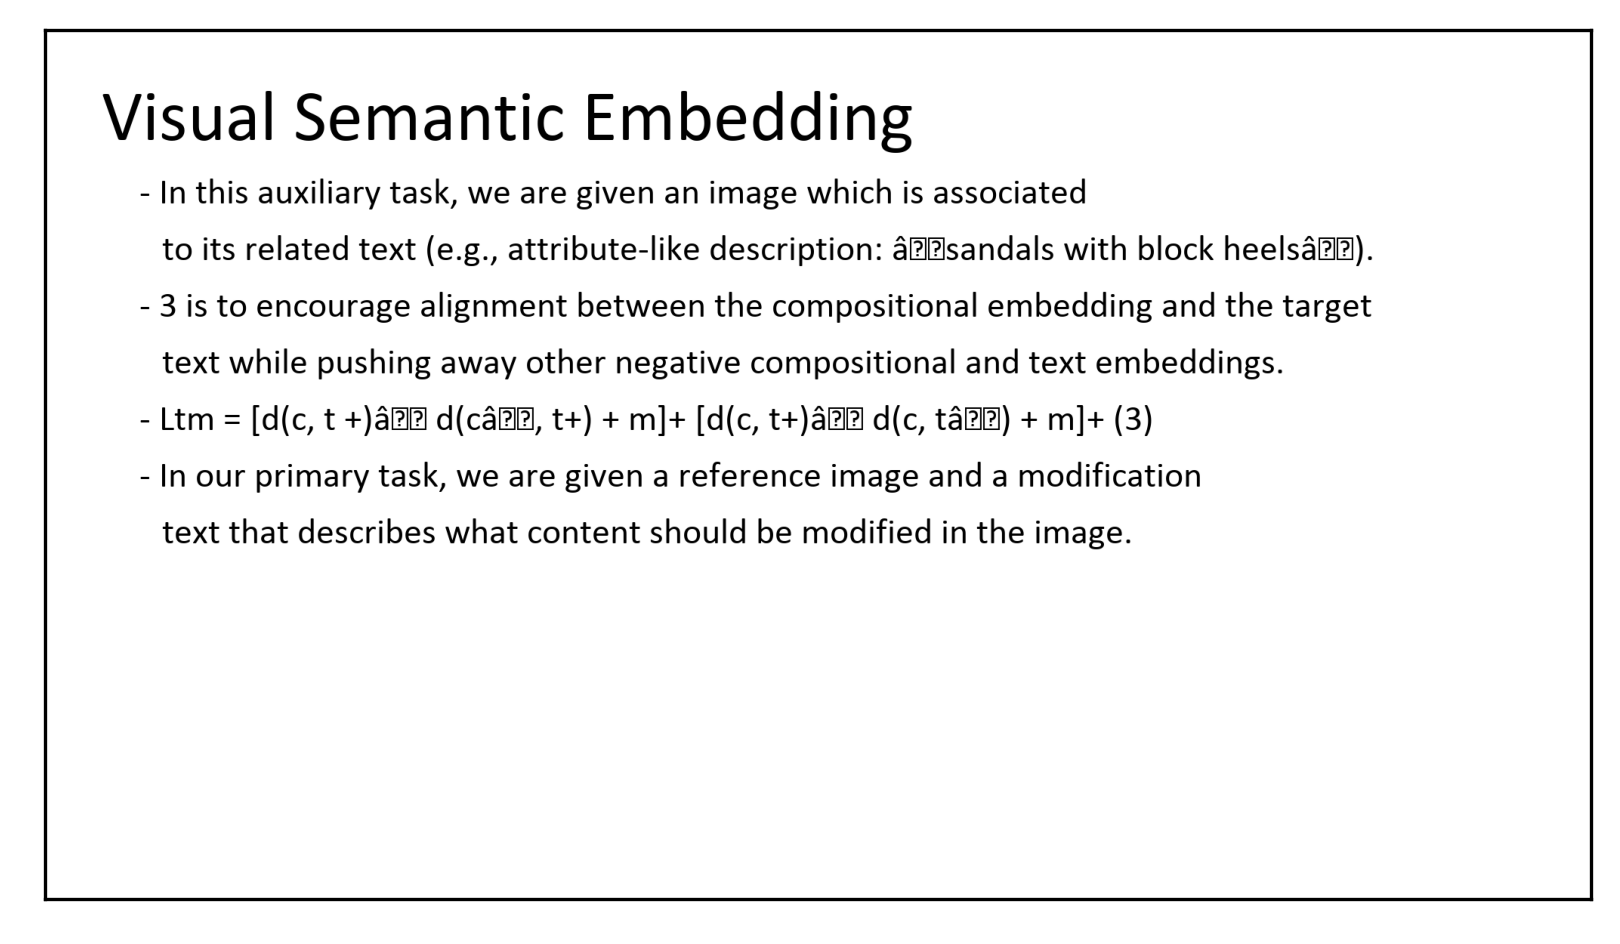 Visual Semantic Embedding
- In this auxiliary task, we are given an image which is associated
to its related text (e.g., attribute-like description: â��sandals with block heelsâ��).
- 3 is to encourage alignment between the compositional embedding and the target
text while pushing away other negative compositional and text embeddings.
- Ltm = [d(c, t +)â�� d(câ��, t+) + m]+ [d(c, t+)â�� d(c, tâ��) + m]+ (3)
- In our primary task, we are given a reference image and a modification
text that describes what content should be modified in the image.